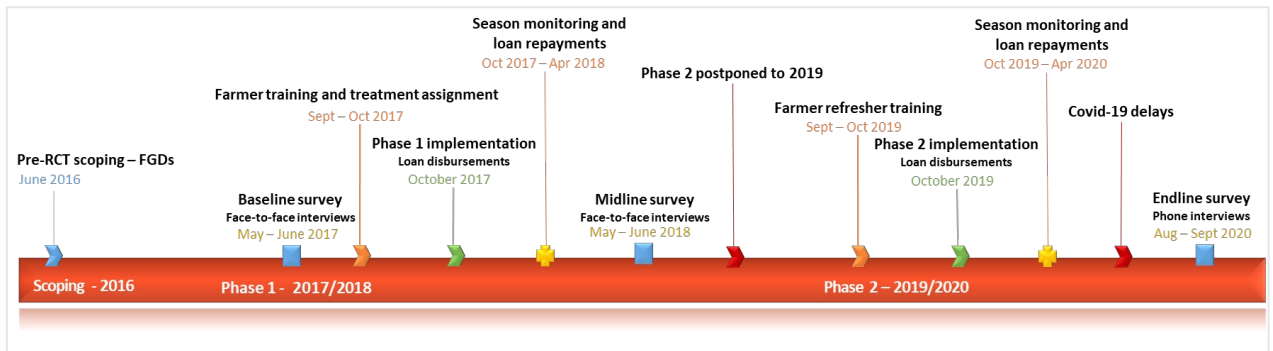 Pre-RCT scoping – FGDs
June 2016
Baseline survey
Face-to-face interviews
May – June 2017
Farmer training and treatment assignment
Sept – Oct 2017
Phase 1 implementation
Loan disbursements
October 2017
Season monitoring and
loan repayments
Oct 2017 – Apr 2018
Midline survey
Face-to-face interviews
May – June 2018
Phase 2 postponed to 2019
Farmer refresher training
Sept – Oct 2019
Phase 2 implementation
Loan disbursements
October 2019
Season monitoring and
loan repayments
Oct 2019 – Apr 2020
Covid-19 delays
Endline survey
Phone interviews
Aug – Sept 2020
Scoping - 2016
Phase 1 - 2017/2018
Phase 2 – 2019/2020